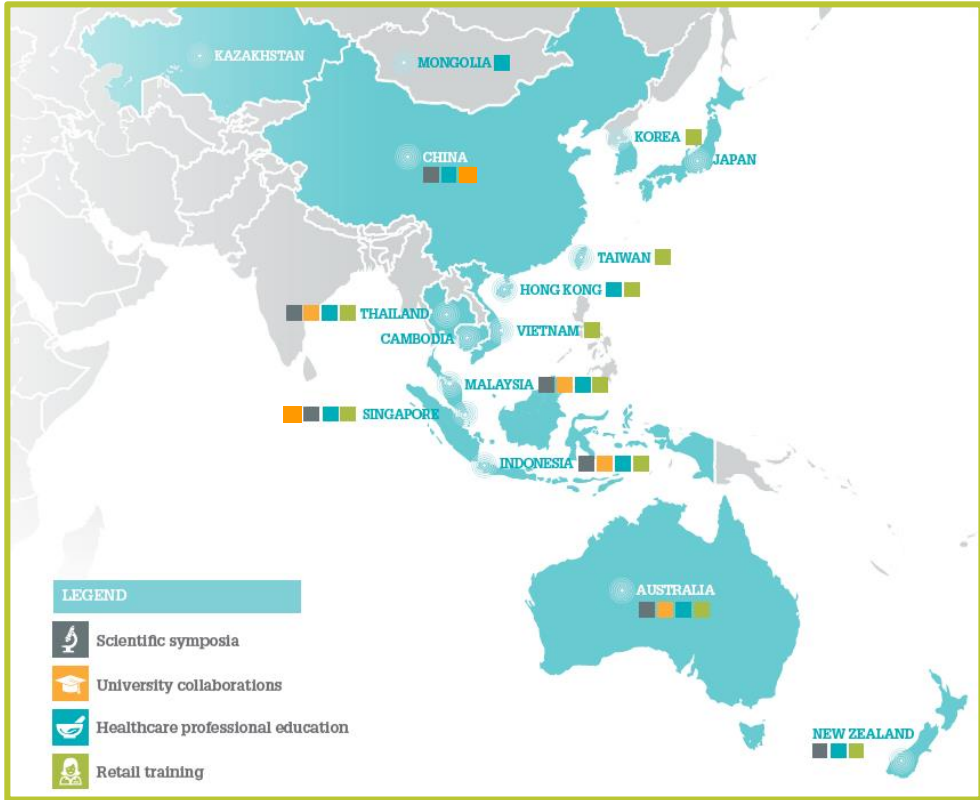 KAZAKHSTAN
MONGOLIA
KOREA
CHINA
JAPAN
TAIWAN
HONG KONG
THAILAND
VIETNAM
CAMBODIA
MALAYSIA
SINGAPORE
INDONESIA
AUSTRALIA
NEW ZEALAND
LEGEND
Scientific symposia
University collaborations
Healthcare professional education
Retail training